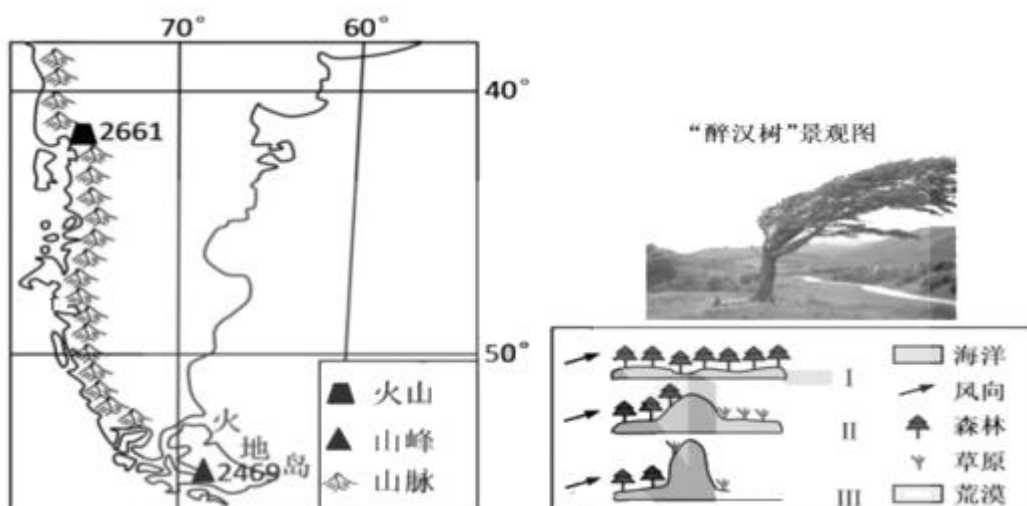 70°
60°
40°
2661
50°
火地岛
2469
火山
山峰
山脉
“醉汉树”景观图
I
II
III
海洋
风向
森林
草原
荒漠